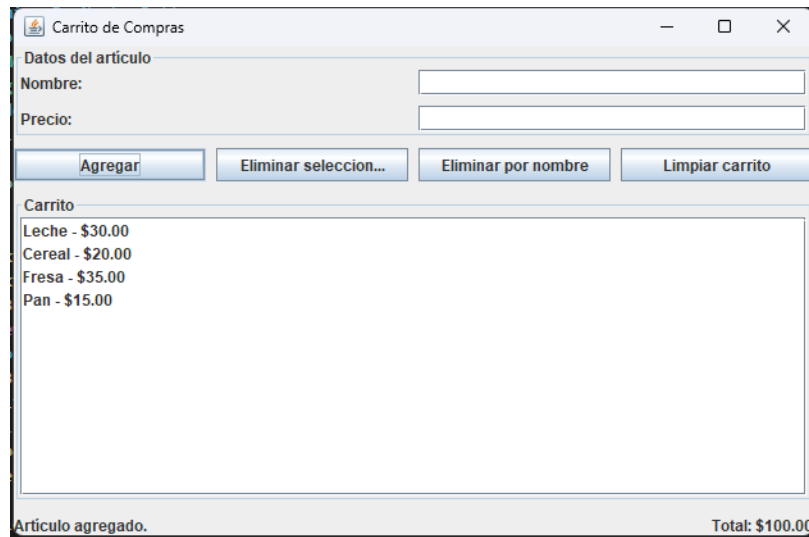 Carrito de Compras
Datos del artículo
Nombre:
Precio:
Agregar Eliminar seleccion... Eliminar por nombre Limpiar carrito
Carrito
Leche - $30.00
Cereal - $20.00
Fresa - $35.00
Pan - $15.00
Artículo agregado. Total: $100.00